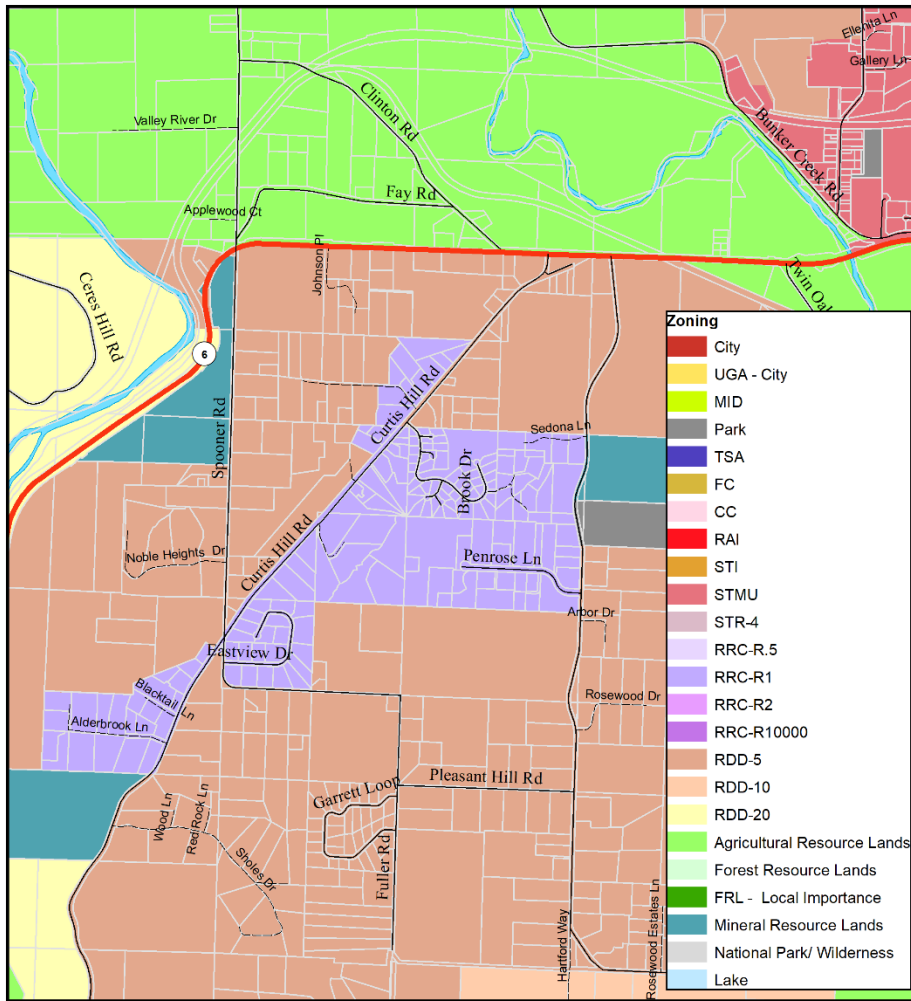 Ellenita Ln
Gallery Ln
Clinton Rd
Valley River Dr
Bunker Creek Rd
Fay Rd
Applewood Ct
Johnson Pl
Twin Oak
Ceres Hill Rd
6
Spooner Rd
Curtis Hill Rd
Sedona Ln
Brook Dr
Noble Heights Dr
Curtis Hill Rd
Penrose Ln
Arbor Dr
Eastview Dr
Blacktail Ln
Rosewood Dr
Alderbrook Ln
Pleasant Hill Rd
Garrett Loop
Wood Ln
Red Rock Ln
Sholes Dr
Fuller Rd
Hartford Way
Rosewood Estates Ln
Zoning
City
UGA - City
MID
Park
TSA
FC
CC
RAI
STI
STMU
STR-4
RRC-R.5
RRC-R1
RRC-R2
RRC-R10000
RDD-5
RDD-10
RDD-20
Agricultural Resource Lands
Forest Resource Lands
FRL - Local Importance
Mineral Resource Lands
National Park/ Wilderness
Lake